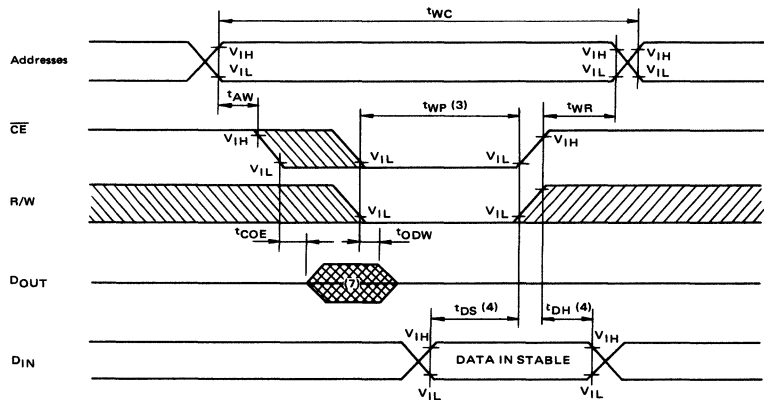 tWC
Addresses
VIH
VIL
VIH
VIL
VIH
VIL
tAW
tWP (3)
tWR
CE
VIH
VIL
VIL
VIL
VIH
R/W
VIL
VIL
tCOE
tODW
DOUT
(7)
tDS (4)
tDH (4)
DIN
VIH
VIL
DATA IN STABLE
VIH
VIL